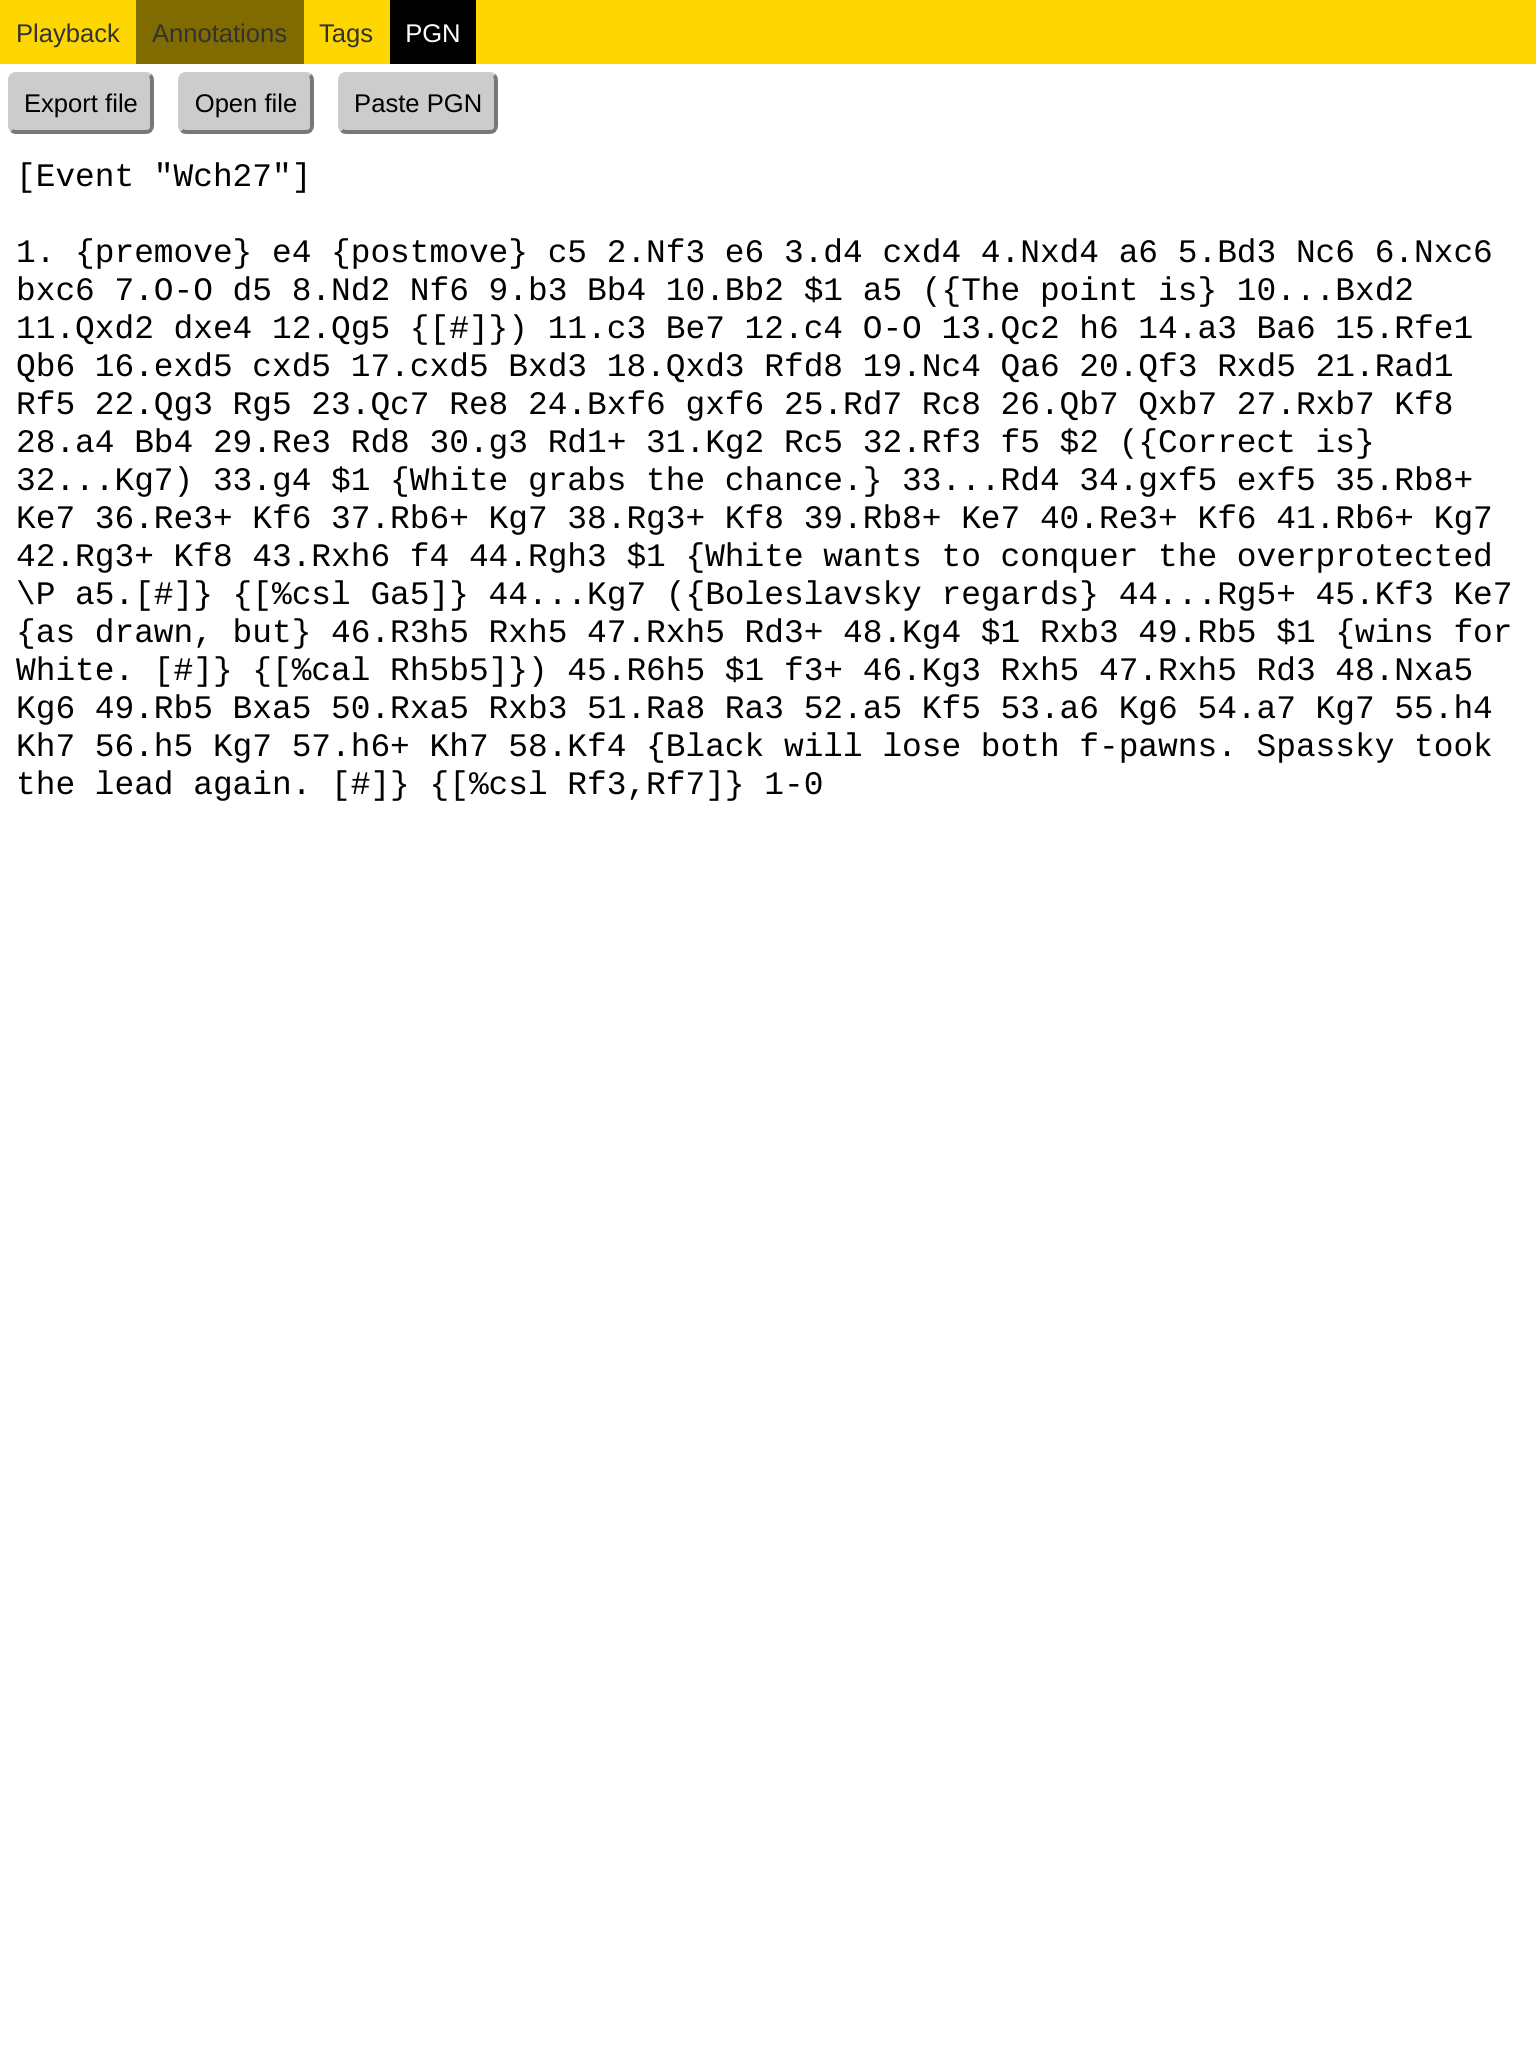 Playback Annotations Tags PGN
Export file Open file Paste PGN
[Event "Wch27"]
1. {premove} e4 {postmove} c5 2.Nf3 e6 3.d4 cxd4 4.Nxd4 a6 5.Bd3 Nc6 6.Nxc6
bxc6 7.O-O d5 8.Nd2 Nf6 9.b3 Bb4 10.Bb2 $1 a5 ({The point is} 10...Bxd2
11.Qxd2 dxe4 12.Qg5 {[#]}) 11.c3 Be7 12.c4 O-O 13.Qc2 h6 14.a3 Ba6 15.Rfe1
Qb6 16.exd5 cxd5 17.cxd5 Bxd3 18.Qxd3 Rfd8 19.Nc4 Qa6 20.Qf3 Rxd5 21.Rad1
Rf5 22.Qg3 Rg5 23.Qc7 Re8 24.Bxf6 gxf6 25.Rd7 Rc8 26.Qb7 Qxb7 27.Rxb7 Kf8
28.a4 Bb4 29.Re3 Rd8 30.g3 Rd1+ 31.Kg2 Rc5 32.Rf3 f5 $2 ({Correct is}
32...Kg7) 33.g4 $1 {White grabs the chance.} 33...Rd4 34.gxf5 exf5 35.Rb8+
Ke7 36.Re3+ Kf6 37.Rb6+ Kg7 38.Rg3+ Kf8 39.Rb8+ Ke7 40.Re3+ Kf6 41.Rb6+ Kg7
42.Rg3+ Kf8 43.Rxh6 f4 44.Rgh3 $1 {White wants to conquer the overprotected
\P a5.[#]} {[%csl Ga5]} 44...Kg7 ({Boleslavsky regards} 44...Rg5+ 45.Kf3 Ke7
{as drawn, but} 46.R3h5 Rxh5 47.Rxh5 Rd3+ 48.Kg4 $1 Rxb3 49.Rb5 $1 {wins for
White. [#]} {[%cal Rh5b5]}) 45.R6h5 $1 f3+ 46.Kg3 Rxh5 47.Rxh5 Rd3 48.Nxa5
Kg6 49.Rb5 Bxa5 50.Rxa5 Rxb3 51.Ra8 Ra3 52.a5 Kf5 53.a6 Kg6 54.a7 Kg7 55.h4
Kh7 56.h5 Kg7 57.h6+ Kh7 58.Kf4 {Black will lose both f-pawns. Spassky took
the lead again. [#]} {[%csl Rf3,Rf7]} 1-0